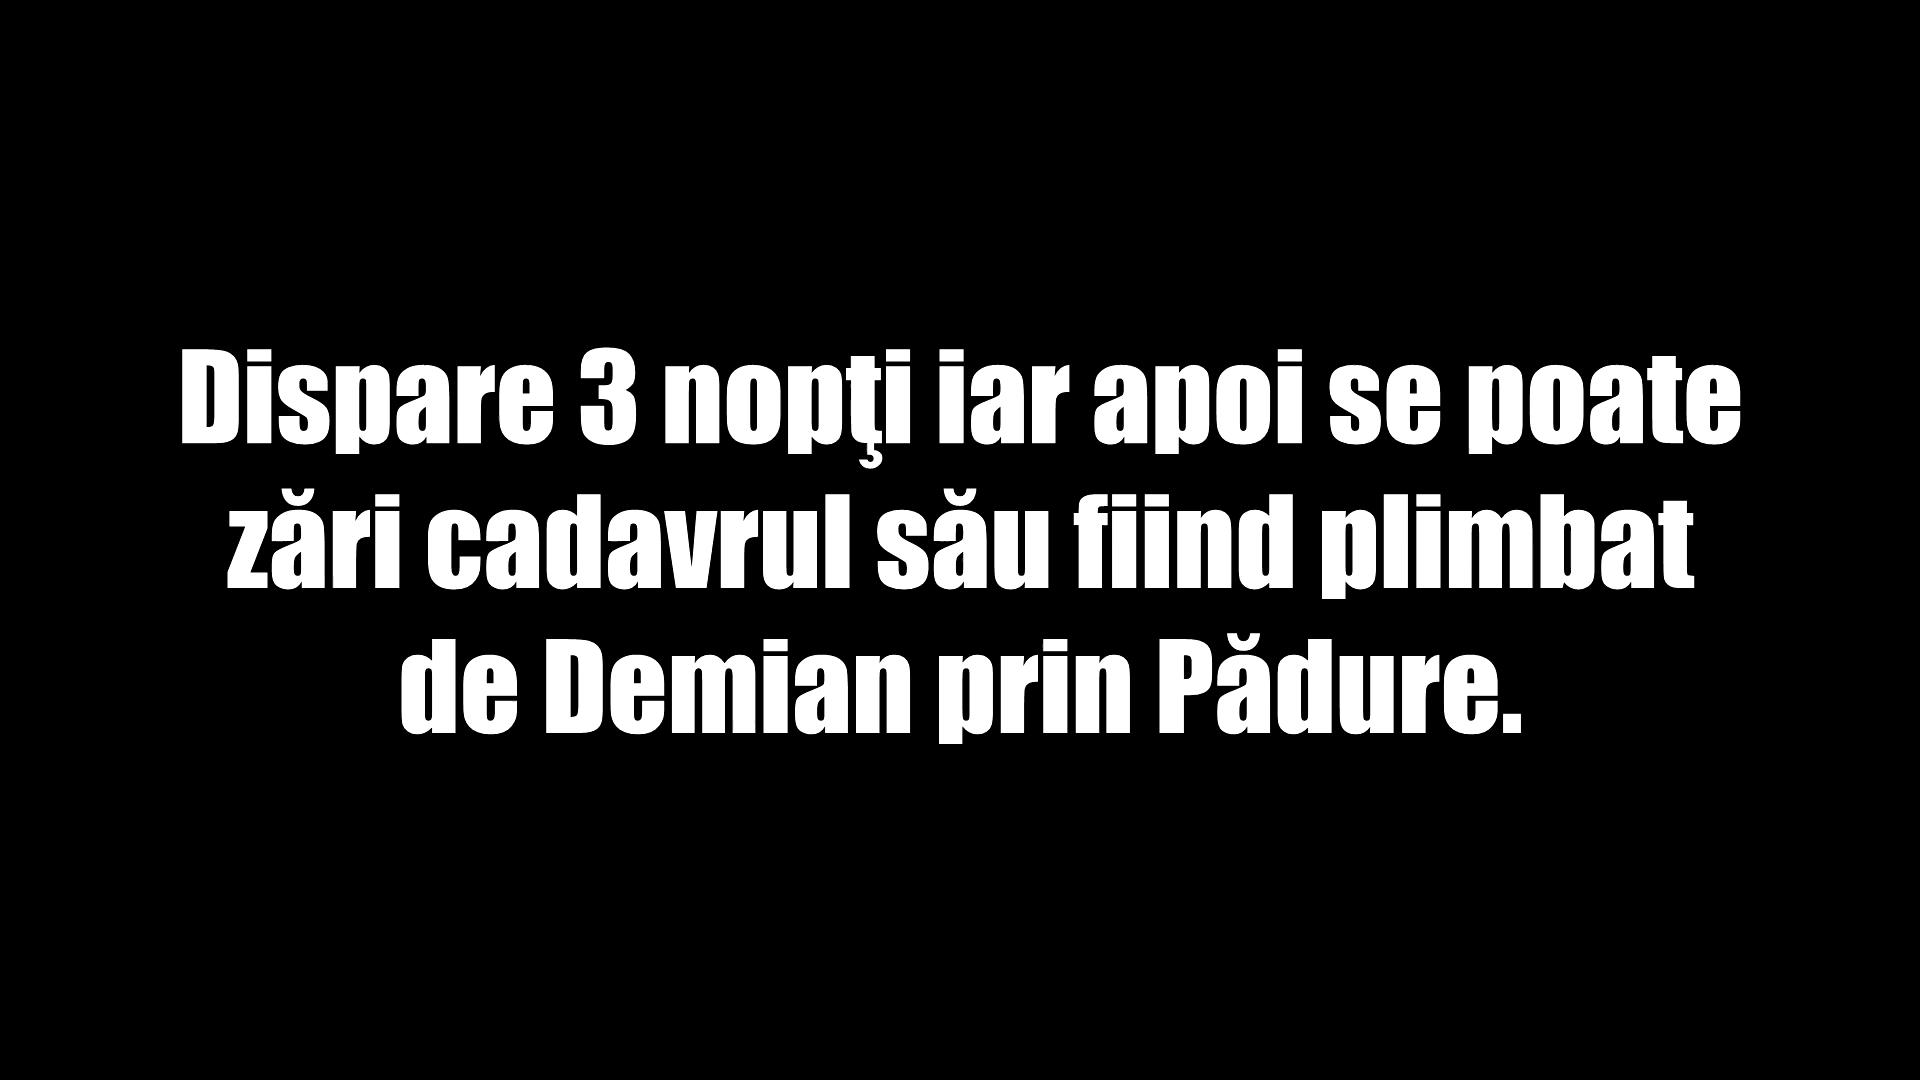 Dispare 3 nopţi iar apoi se poate
zări cadavrul său fiind plimbat
de Demian prin Pădure.